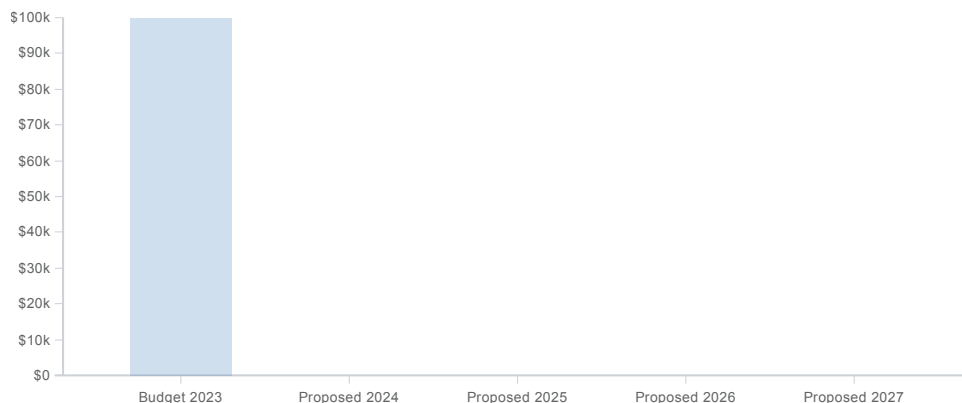 $100k
$90k
$80k
$70k
$60k
$50k
$40k
$30k
$20k
$10k
$0
Budget 2023 Proposed 2024 Proposed 2025 Proposed 2026 Proposed 2027